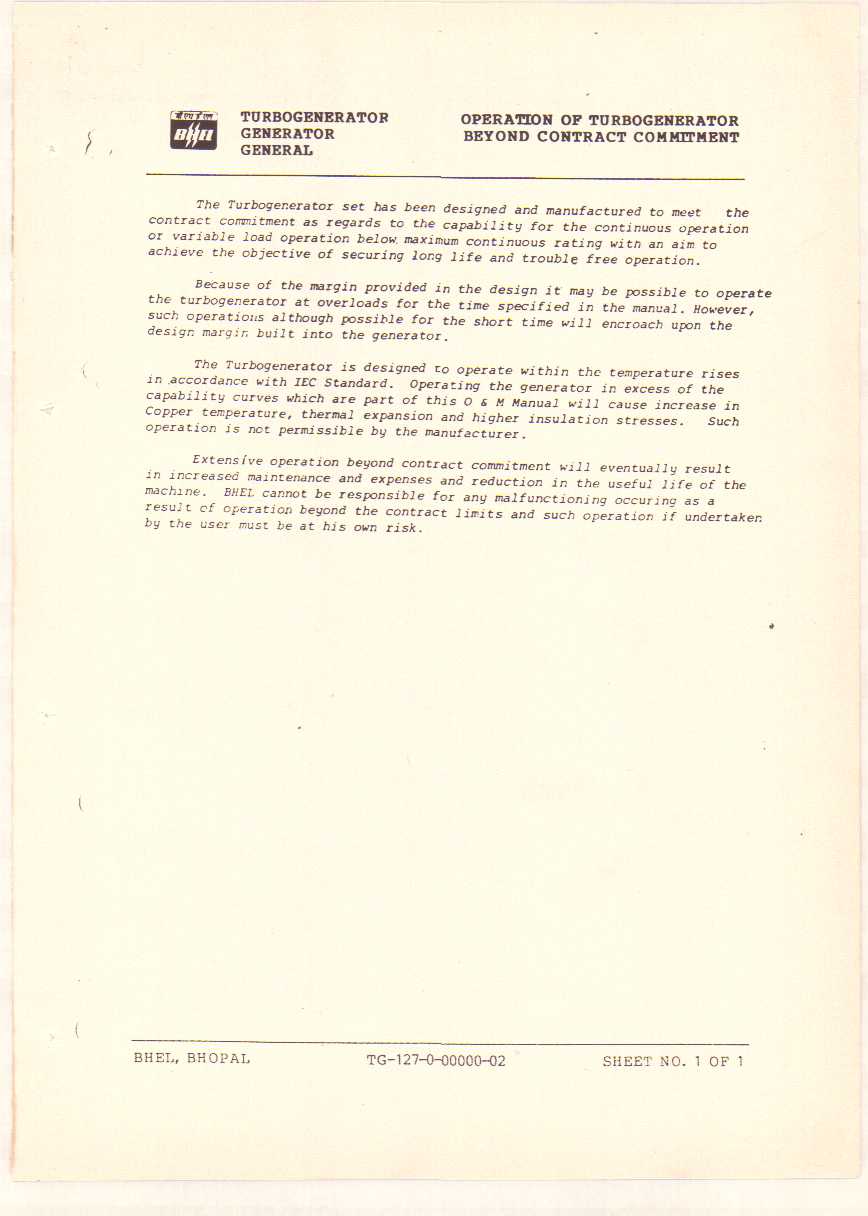 BHEL
TURBOGENERATOR
GENERATOR
GENERAL
OPERATION OF TURBOGENERATOR
BEYOND CONTRACT COMMITMENT
The Turbogenerator set has been designed and manufactured to meet the
contract commitment as regards to the capability for the continuous operation
or variable load operation below maximum continuous rating with an aim to
achieve the objective of securing long life and trouble free operation.
Because of the margin provided in the design it may be possible to operate
the turbogenerator at overloads for the time specified in the manual. However,
such operations although possible for the short time will encroach upon the
design margin built into the generator.
The Turbogenerator is designed to operate within the temperature rises
in accordance with IEC Standard. Operating the generator in excess of the
capability curves which are part of this O & M Manual will cause increase in
Copper temperature, thermal expansion and higher insulation stresses. Such
operation is not permissible by the manufacturer.
Extensive operation beyond contract commitment will eventually result
in increased maintenance and expenses and reduction in the useful life of the
machine. BHEL cannot be responsible for any malfunctioning occuring as a
result of operation beyond the contract limits and such operation if undertaken
by the user must be at his own risk.
BHEL, BHOPAL
TG-127-0-00000-02
SHEET NO. 1 OF 1